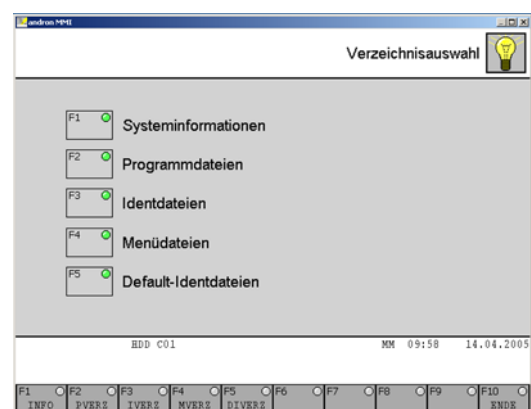 andron MMI
Verzeichnisauswahl
F1 Systeminformationen
F2 Programmdateien
F3 Identdateien
F4 Menüdateien
F5 Default-Identdateien
HDD C01 MM 09:58 14.04.2005
F1 F2 F3 F4 F5 F6 F7 F8 F9 F10
INFO PVERZ IVERZ MVERZ DIVERZ ENDE